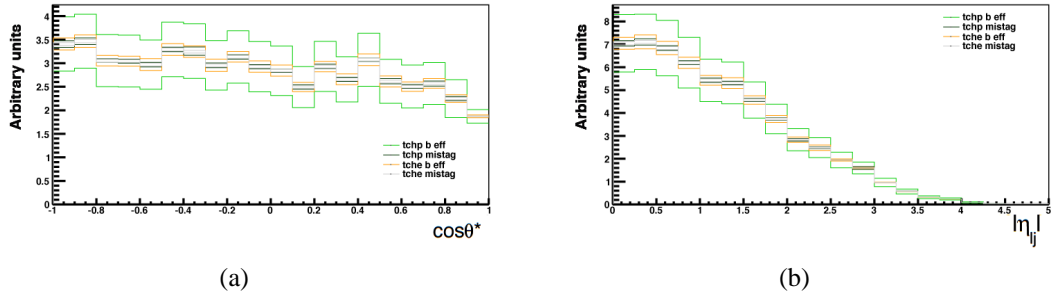 Arbitrary units
4
3.5
3
2.5
2
1.5
1
0.5
0
tchp b eff
tchp mistag
tche b eff
tche mistag
-1 -0.8 -0.6 -0.4 -0.2 0 0.2 0.4 0.6 0.8 1
cosθ*
(a)
Arbitrary units
8
7
6
5
4
3
2
1
0
tchp b eff
tchp mistag
tche b eff
tche mistag
0 0.5 1 1.5 2 2.5 3 3.5 4 4.5 5
|η_lj|
(b)